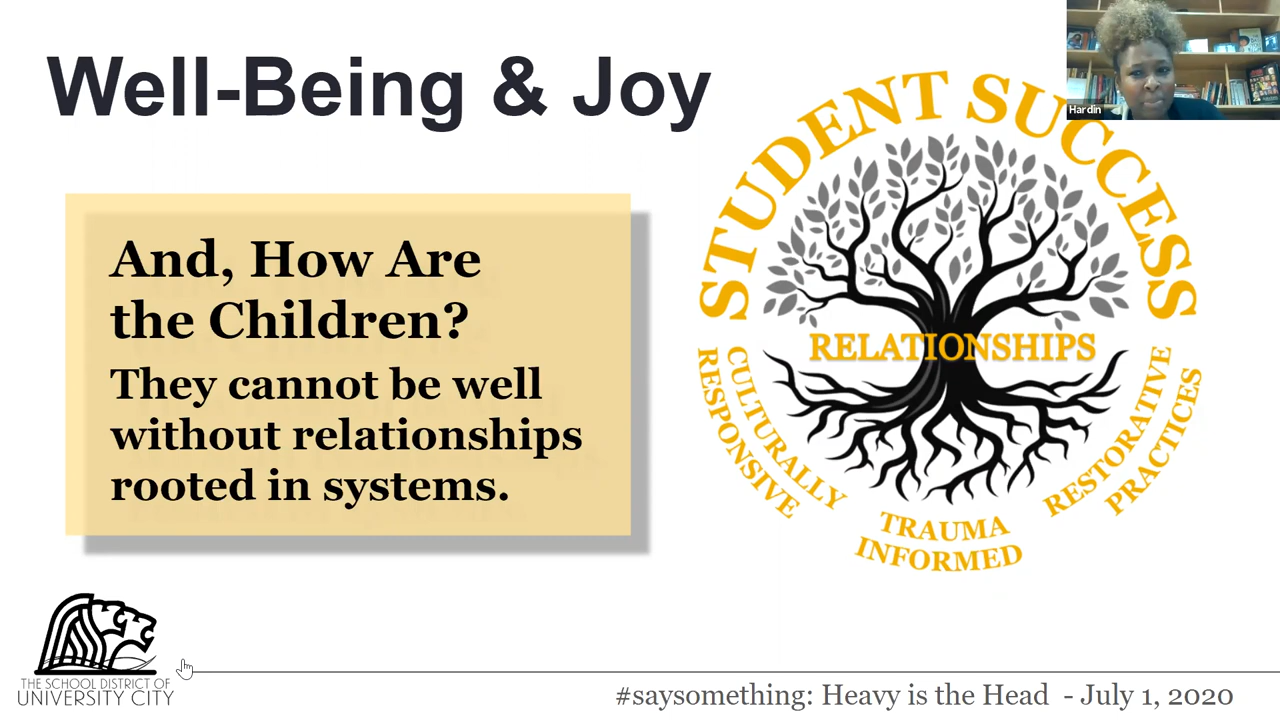 Well-Being & Joy
Hardin
And, How Are
the Children?
They cannot be well
without relationships
rooted in systems.
STUDENT SUCCESS
RELATIONSHIPS
CULTURALLY
RESPONSIVE
TRAUMA
INFORMED
RESTORATIVE
PRACTICES
THE SCHOOL DISTRICT OF
UNIVERSITY CITY
#saysomething: Heavy is the Head - July 1, 2020